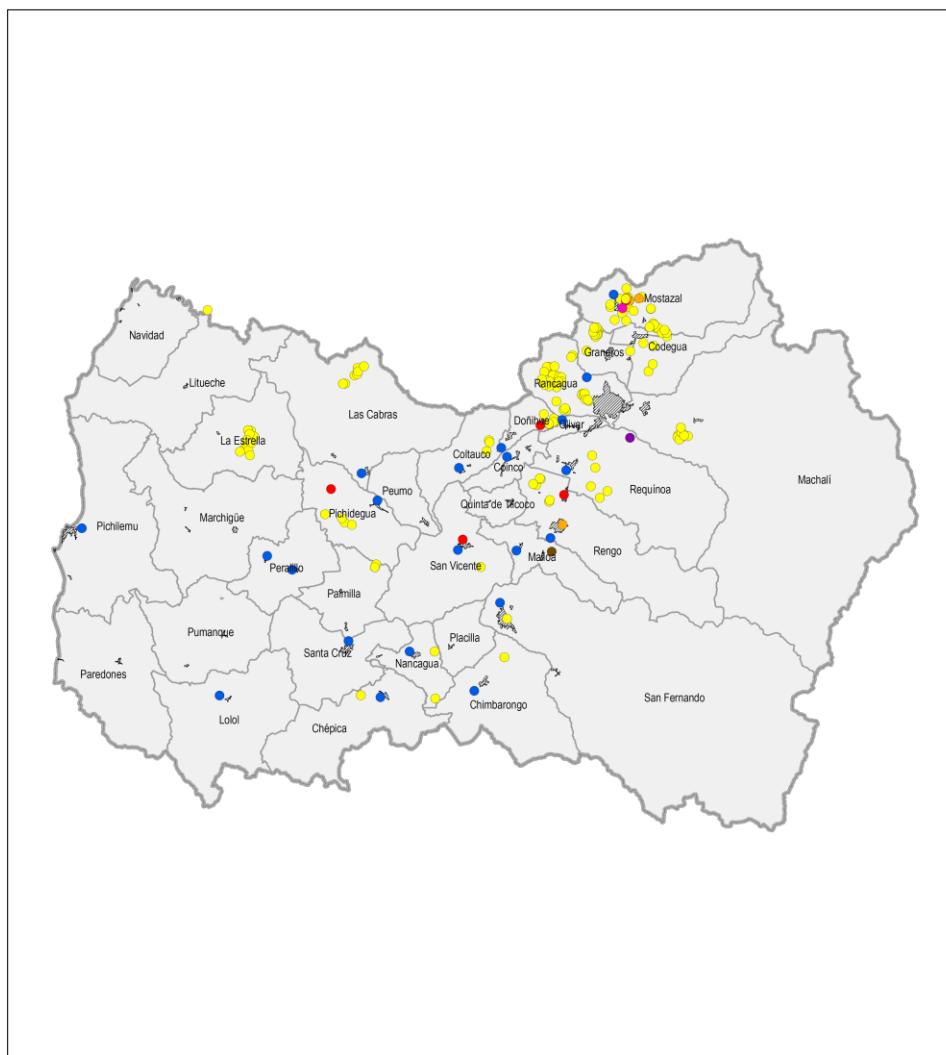 Mostazal
Navidad
Graneros
Codegua
Litueche
Rancagua
Las Cabras
Doñihue
Olivar
La Estrella
Coltauco
Coinco
Machalí
Peumo
Requínoa
Quinta de Tilcoco
Pichidegua
Marchigüe
Pichilemu
Rengo
Malloa
San Vicente
Peralillo
Palmilla
Pumanque
Placilla
Santa Cruz
Nancagua
Paredones
San Fernando
Chimbarongo
Lolol
Chépica